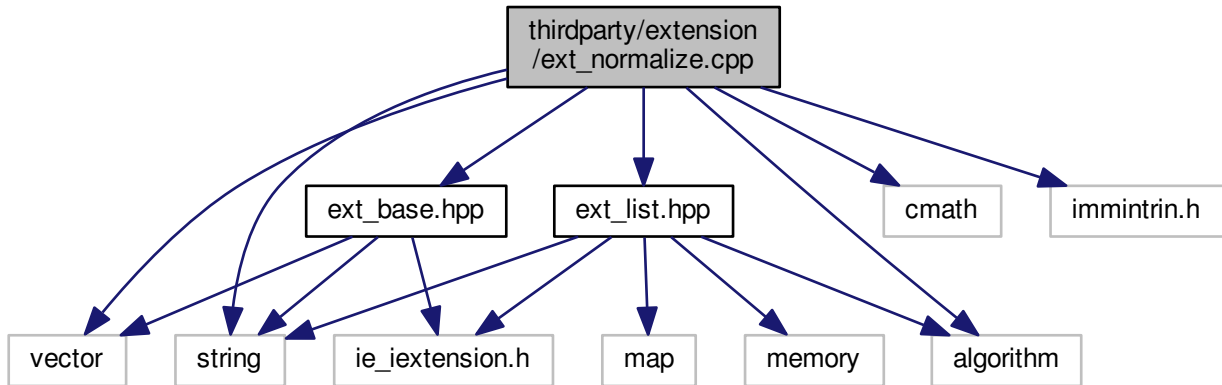 thirdparty/extension
/ext_normalize.cpp
ext_base.hpp
ext_list.hpp
cmath
immintrin.h
vector
string
ie_iextension.h
map
memory
algorithm